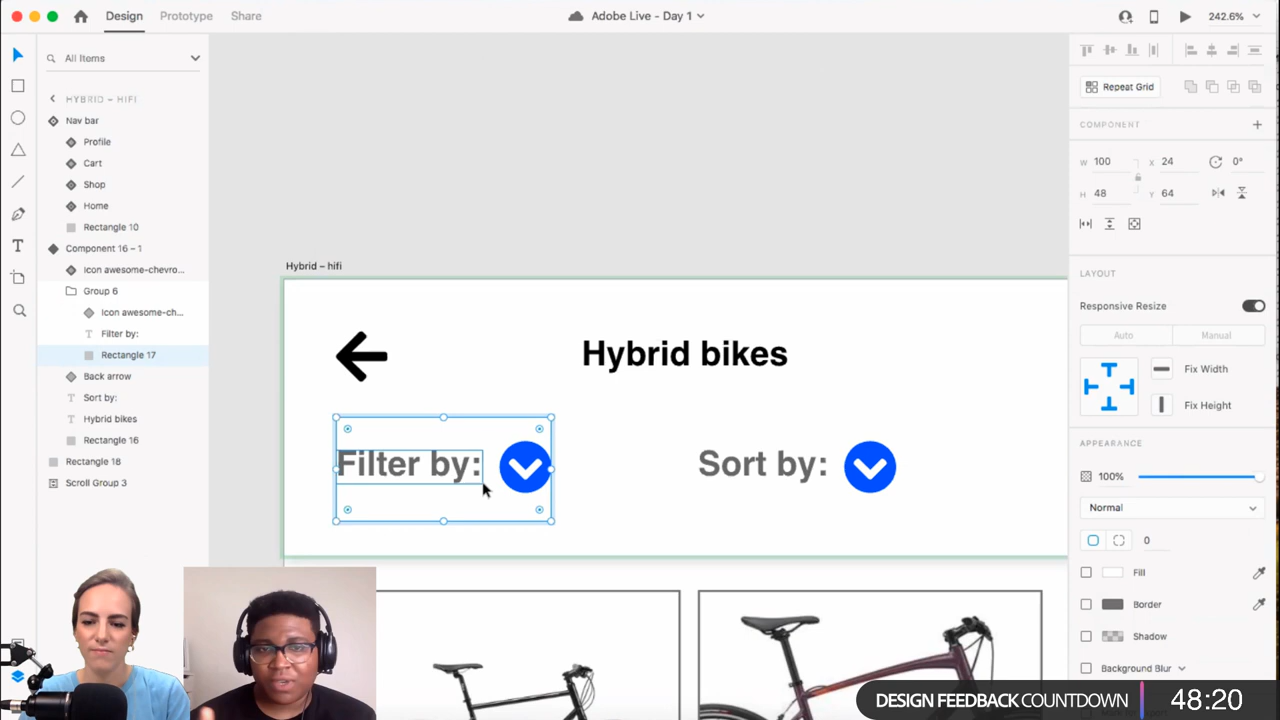 Design
Prototype
Share
Adobe Live - Day 1
242.6%
All Items
HYBRID – HIFI
Nav bar
Profile
Cart
Shop
Home
Rectangle 10
Component 16 – 1
Icon awesome-chevro...
Group 6
Icon awesome-ch...
Filter by:
Rectangle 17
Back arrow
Sort by:
Hybrid bikes
Rectangle 16
Rectangle 18
Scroll Group 3
Hybrid – hifi
Hybrid bikes
Filter by:
Sort by:
Repeat Grid
COMPONENT
W 100 X 24 0°
H 48 Y 64
LAYOUT
Responsive Resize
Auto Manual
Fix Width
Fix Height
APPEARANCE
100%
Normal
0
Fill
Border
Shadow
Background Blur
DESIGN FEEDBACK COUNTDOWN 48:20